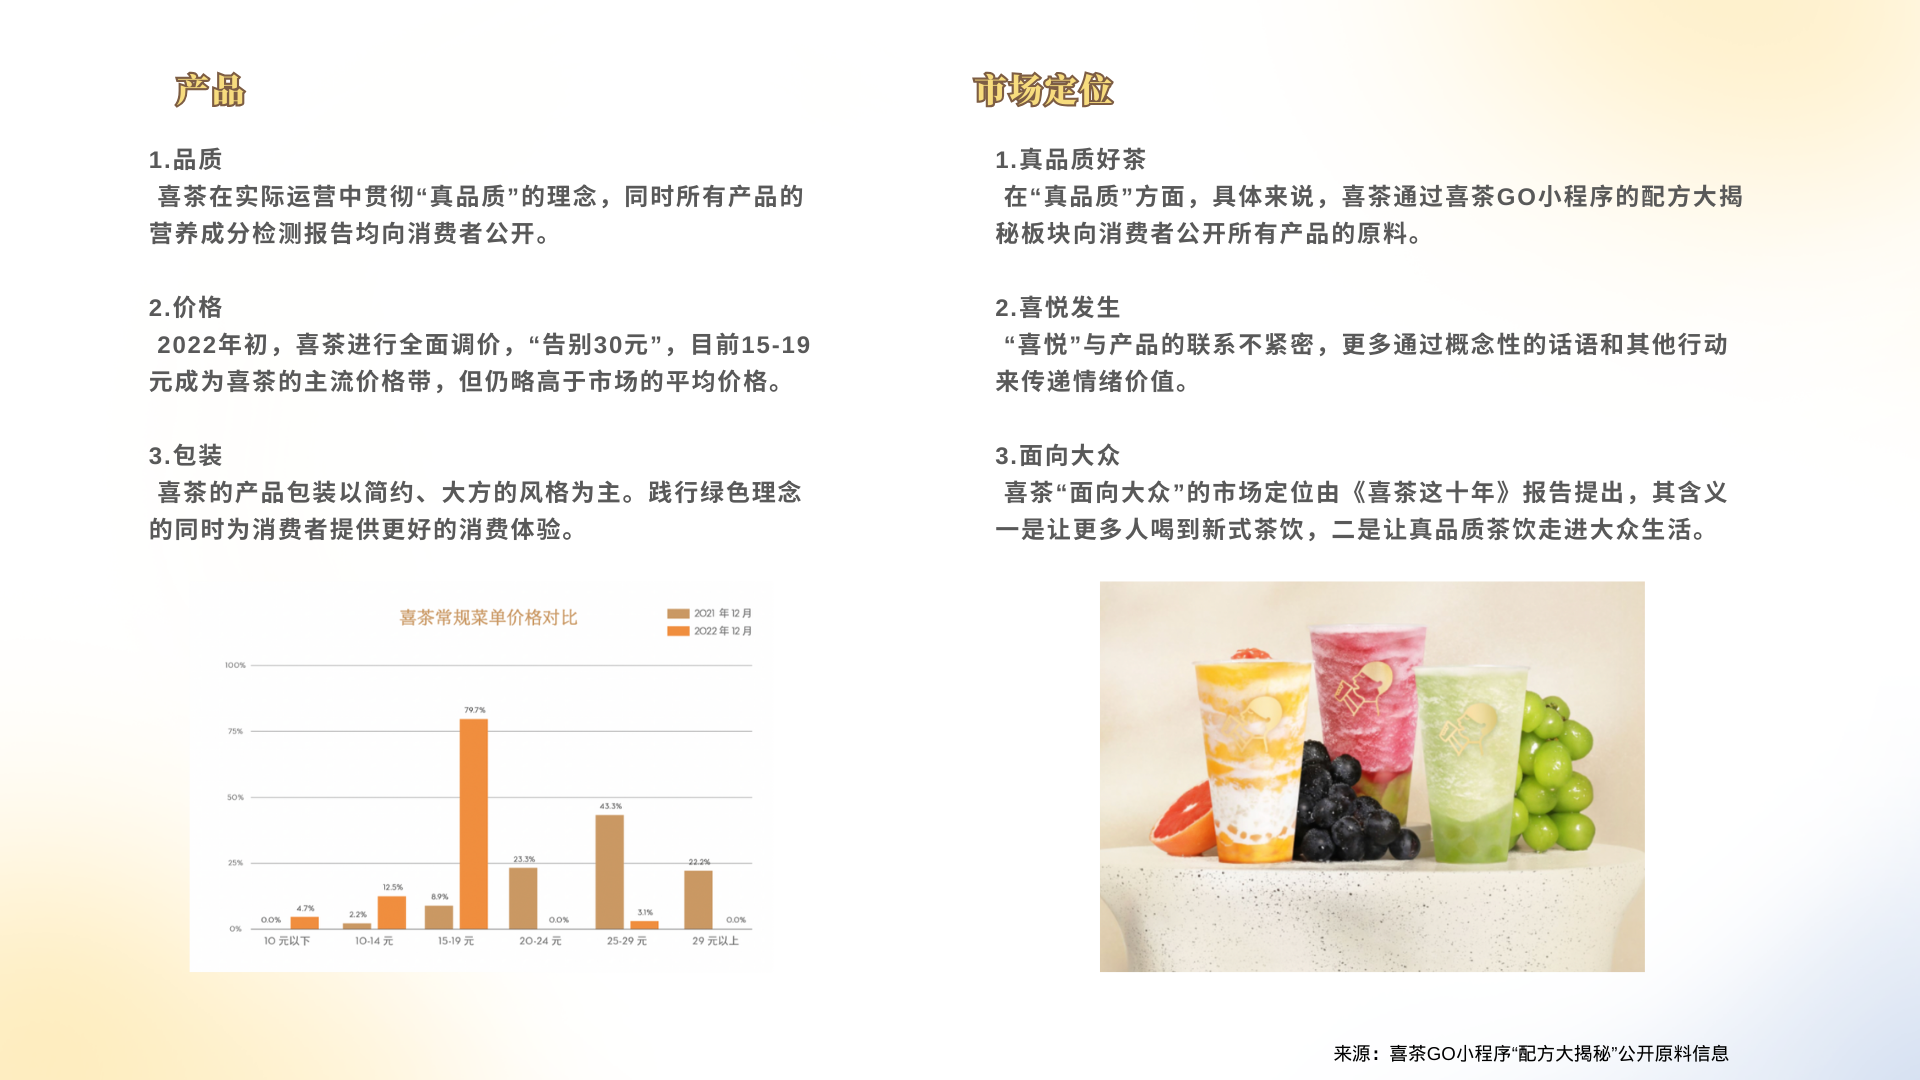 产品
1.品质
喜茶在实际运营中贯彻“真品质”的理念，同时所有产品的
营养成分检测报告均向消费者公开。
2.价格
2022年初，喜茶进行全面调价，“告别30元”，目前15-19
元成为喜茶的主流价格带，但仍略高于市场的平均价格。
3.包装
喜茶的产品包装以简约、大方的风格为主。践行绿色理念
的同时为消费者提供更好的消费体验。
喜茶常规菜单价格对比
2021 年 12 月
2022 年 12 月
100%
75%
50%
25%
0%
0.0% 4.7% 2.2% 12.5% 8.9% 79.7% 23.3% 0.0% 43.3% 3.1% 22.2% 0.0%
10 元以下 10-14 元 15-19 元 20-24 元 25-29 元 29 元以上
市场定位
1.真品质好茶
在“真品质”方面，具体来说，喜茶通过喜茶GO小程序的配方大揭
秘板块向消费者公开所有产品的原料。
2.喜悦发生
“喜悦”与产品的联系不紧密，更多通过概念性的话语和其他行动
来传递情绪价值。
3.面向大众
喜茶“面向大众”的市场定位由《喜茶这十年》报告提出，其含义
一是让更多人喝到新式茶饮，二是让真品质茶饮走进大众生活。
来源：喜茶GO小程序“配方大揭秘”公开原料信息